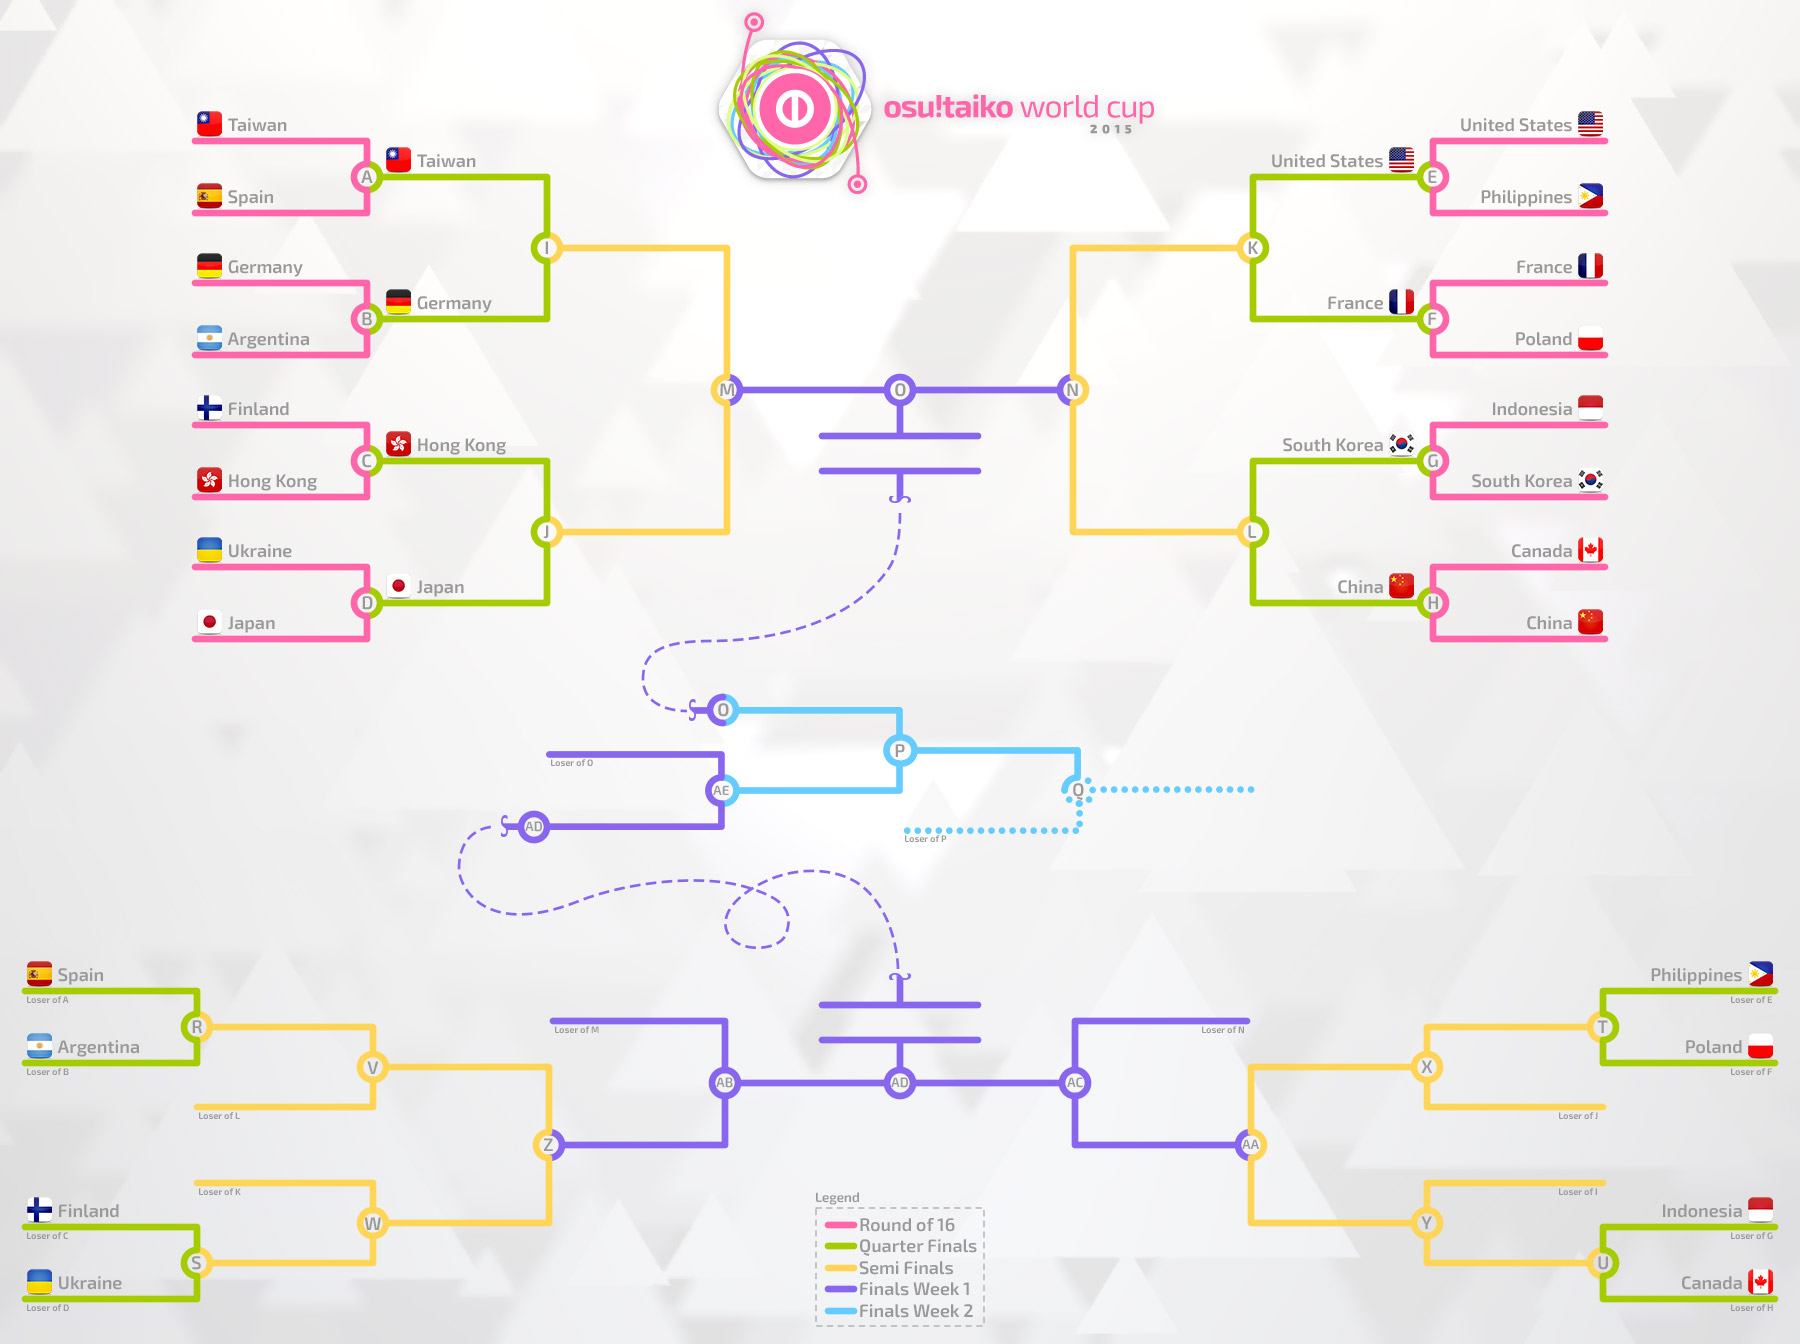 osu!taiko world cup
2015
Taiwan
Spain
A
Taiwan
Germany
Argentina
B
Germany
I
Finland
Hong Kong
C
Hong Kong
Ukraine
Japan
D
Japan
J
M
O
N
United States
Philippines
E
United States
France
Poland
F
France
K
Indonesia
South Korea
G
South Korea
Canada
China
H
China
L
O
P
Loser of O
AE
AD
Q
Loser of P
Spain
Loser of A
R
Argentina
Loser of B
V
Loser of L
Z
Loser of K
Finland
Loser of C
W
S
Ukraine
Loser of D
Loser of M
AB
AD
AC
Loser of N
Philippines
Loser of E
T
Poland
Loser of F
X
Loser of J
AA
Loser of I
Indonesia
Loser of G
Y
U
Canada
Loser of H
Legend
Round of 16
Quarter Finals
Semi Finals
Finals Week 1
Finals Week 2